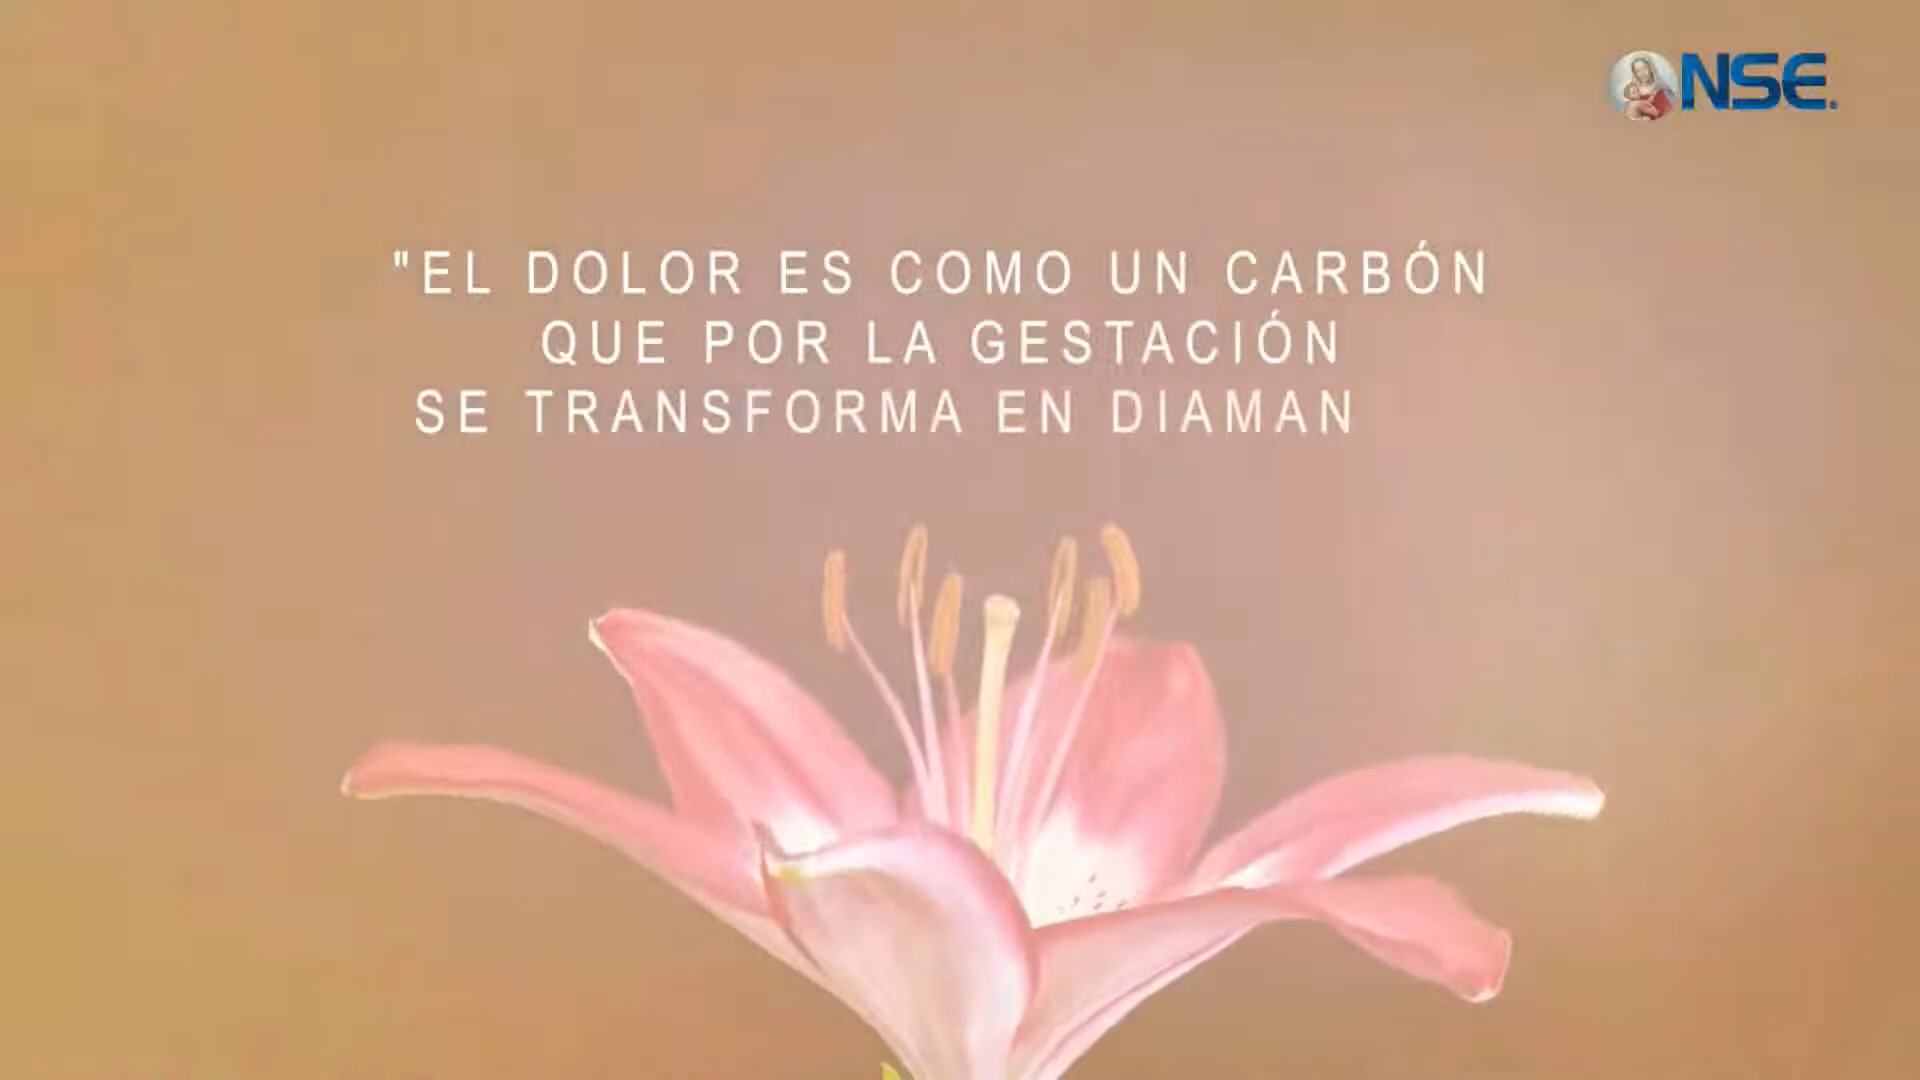 NSE.
"EL DOLOR ES COMO UN CARBÓN
QUE POR LA GESTACIÓN
SE TRANSFORMA EN DIAMAN